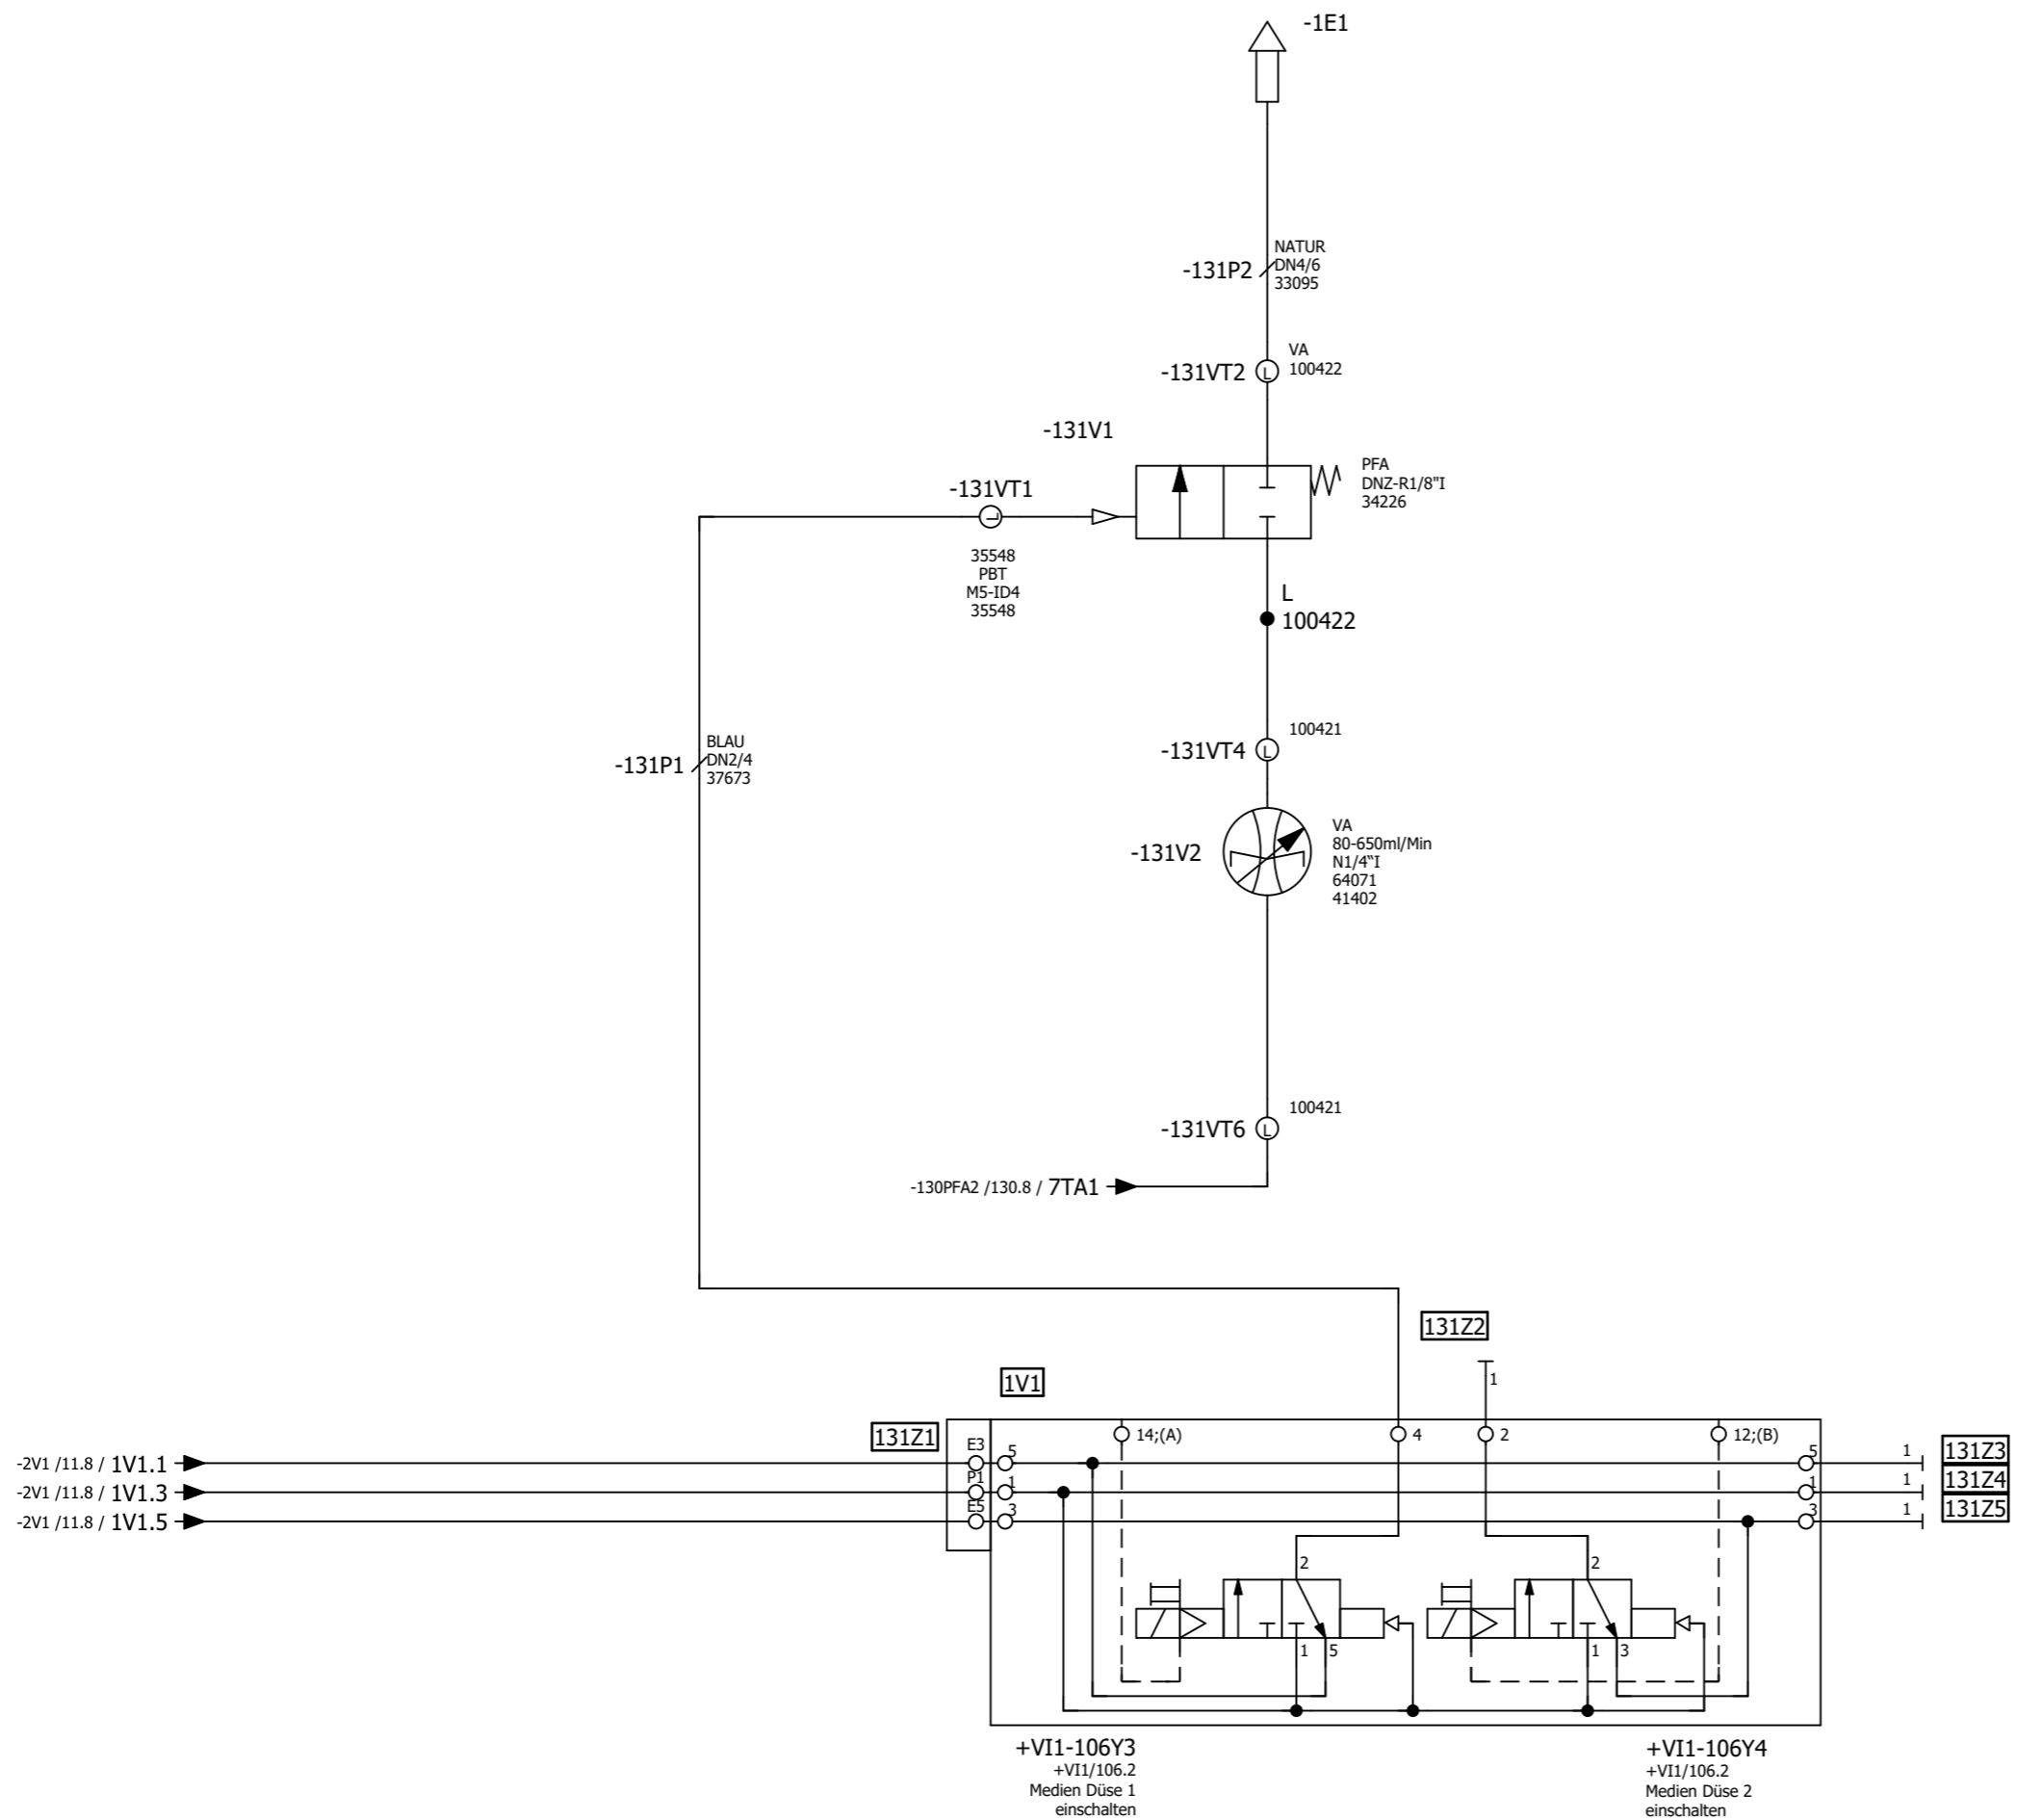 -1E1
NATUR
-131P2
DN4/6
33095
VA
100422
-131VT2
-131V1
PFA
DNZ-R1/8"I
34226
-131VT1
35548
PBT
M5-ID4
35548
L
100422
100421
-131VT4
BLAU
-131P1
DN2/4
37673
-131V2
VA
80-650ml/Min
N1/4"I
64071
41402
100421
-131VT6
-130PFA2 /130.8 / 7TA1
131Z2
1
1V1
131Z1
14;(A)
4
2
12;(B)
-2V1 /11.8 / 1V1.1
E3
5
5
1
131Z3
-2V1 /11.8 / 1V1.3
P1
1
1
1
131Z4
-2V1 /11.8 / 1V1.5
E5
3
3
1
131Z5
2
2
1
5
1
3
+VI1-106Y3
+VI1/106.2
Medien Düse 1
einschalten
+VI1-106Y4
+VI1/106.2
Medien Düse 2
einschalten